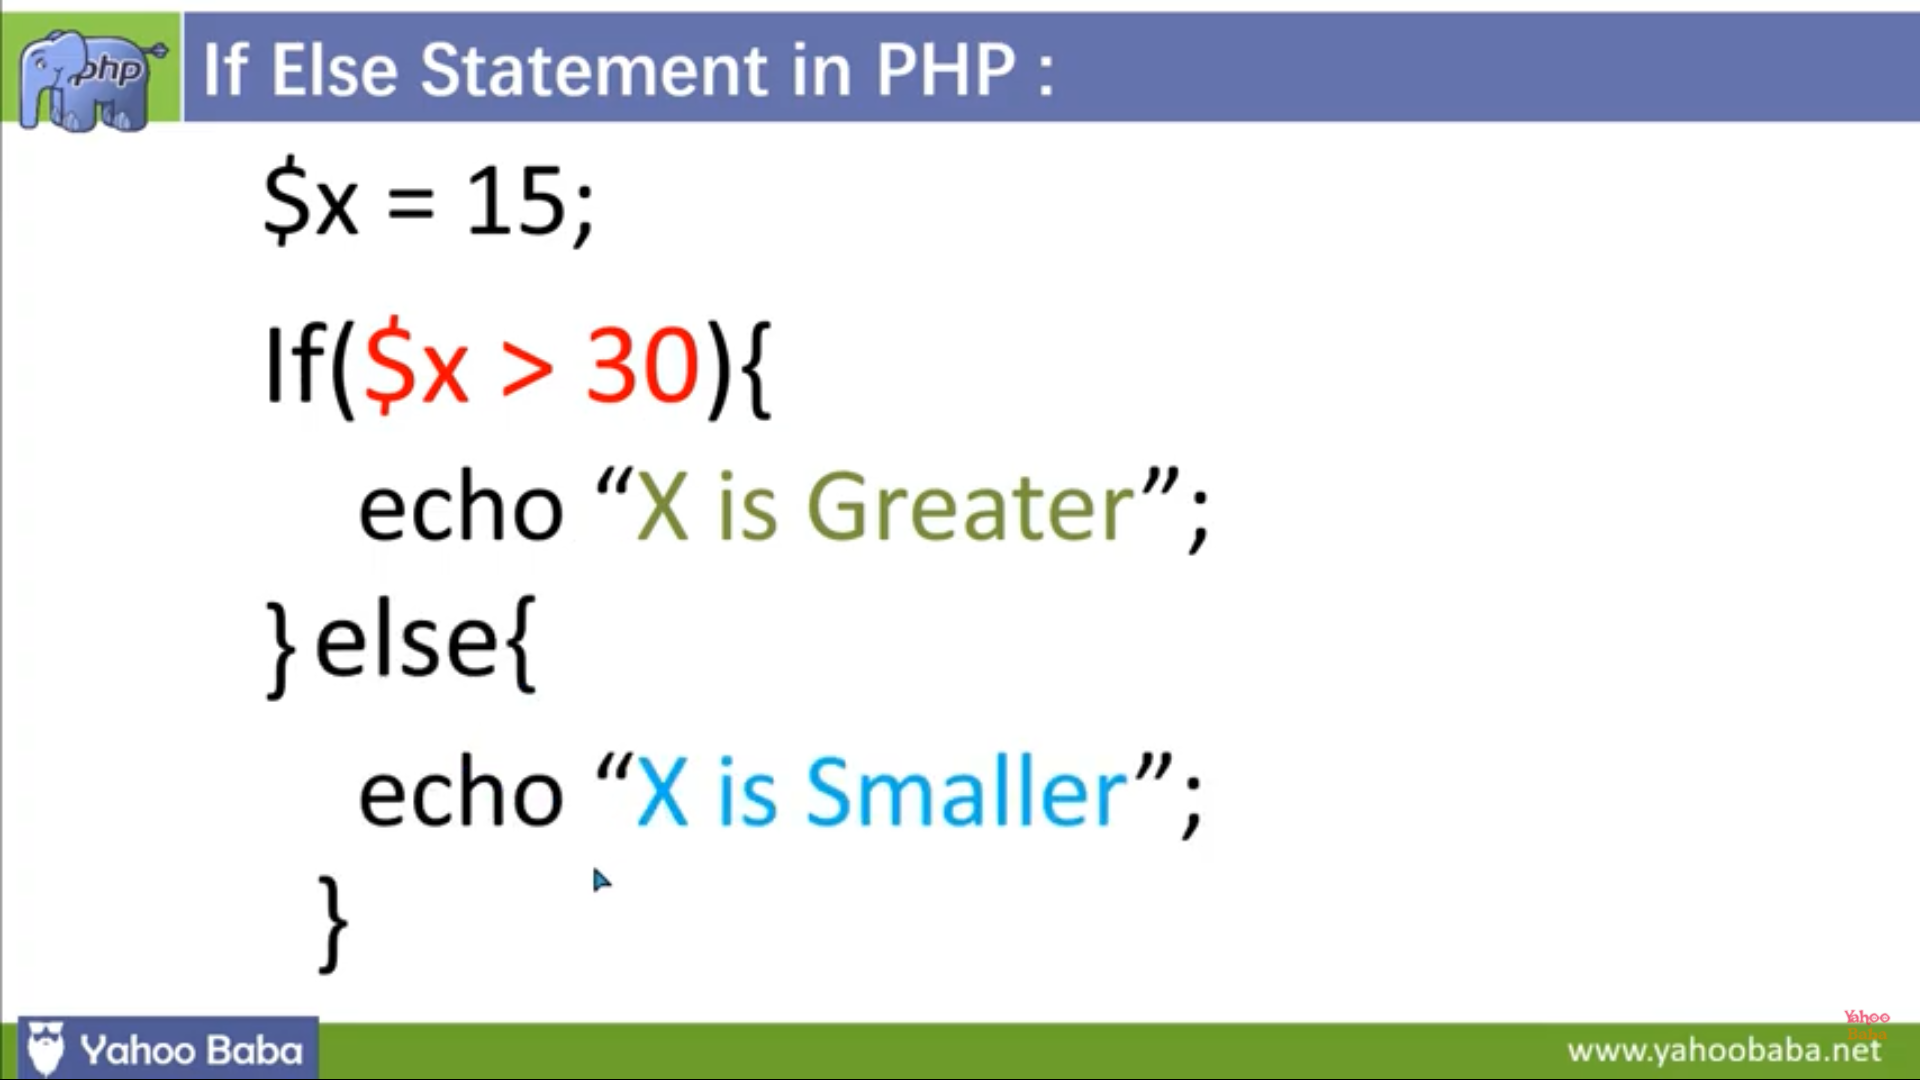 php
If Else Statement in PHP :
$x = 15;
If($x > 30){
echo “X is Greater”;
}else{
echo “X is Smaller”;
}
Yahoo Baba
Yahoo
Baba
www.yahoobaba.net